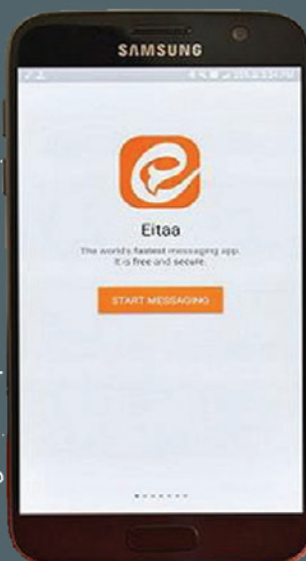 SAMSUNG
Eitaa
The world's fastest messaging app.
It is free and secure.
START MESSAGING